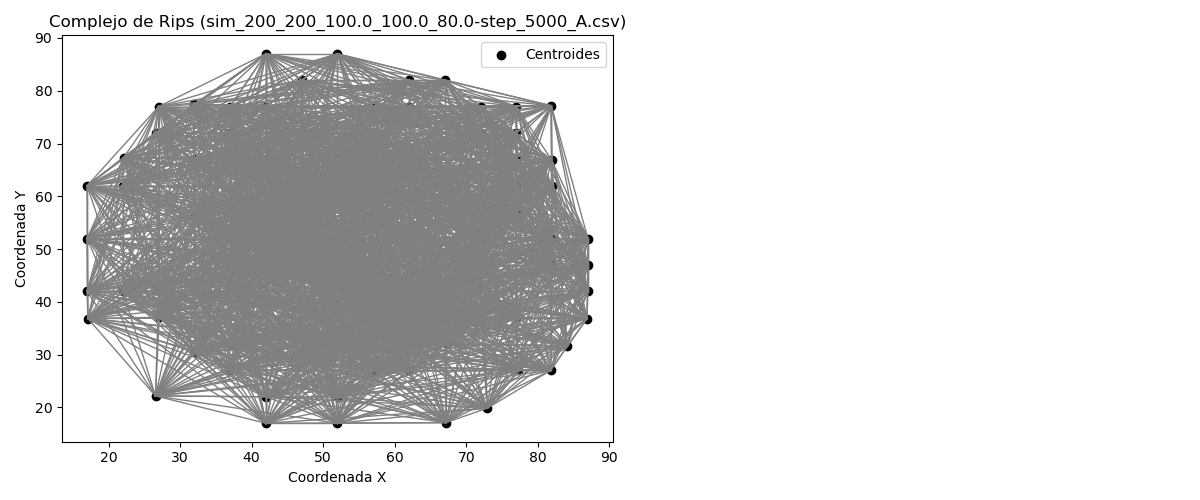 Complejo de Rips (sim_200_200_100.0_100.0_80.0-step_5000_A.csv)
90
80
70
60
50
40
30
20
Coordenada Y
Centroides
20 30 40 50 60 70 80 90
Coordenada X